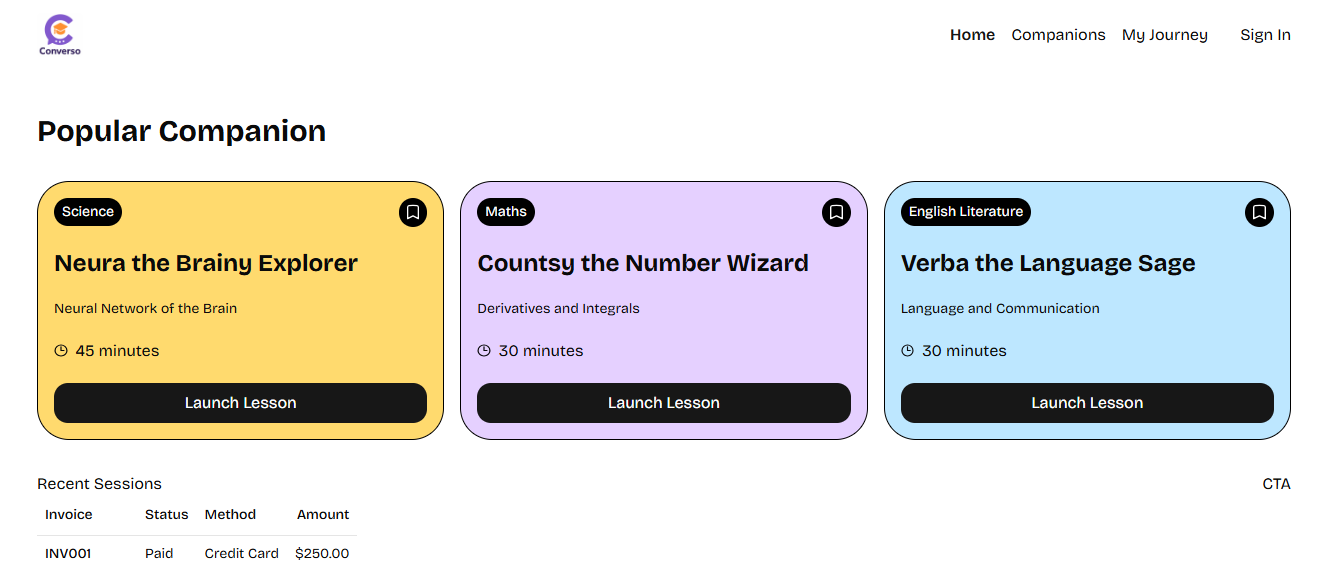 Converso
Home Companions My Journey Sign In
Popular Companion
Science
Neura the Brainy Explorer
Neural Network of the Brain
45 minutes
Launch Lesson
Maths
Countsy the Number Wizard
Derivatives and Integrals
30 minutes
Launch Lesson
English Literature
Verba the Language Sage
Language and Communication
30 minutes
Launch Lesson
Recent Sessions
Invoice Status Method Amount
INV001 Paid Credit Card $250.00
CTA